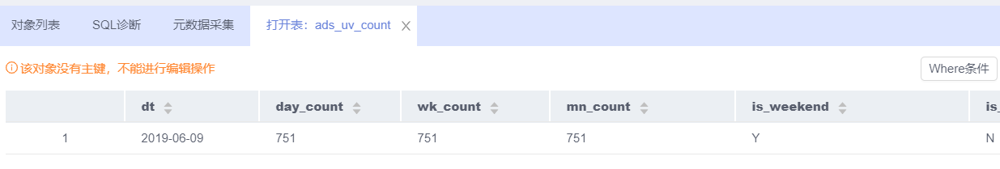 对象列表 SQL诊断 元数据采集 打开表：ads_uv_count
该对象没有主键，不能进行编辑操作 Where条件
dt day_count wk_count mn_count is_weekend is_
1 2019-06-09 751 751 751 Y N